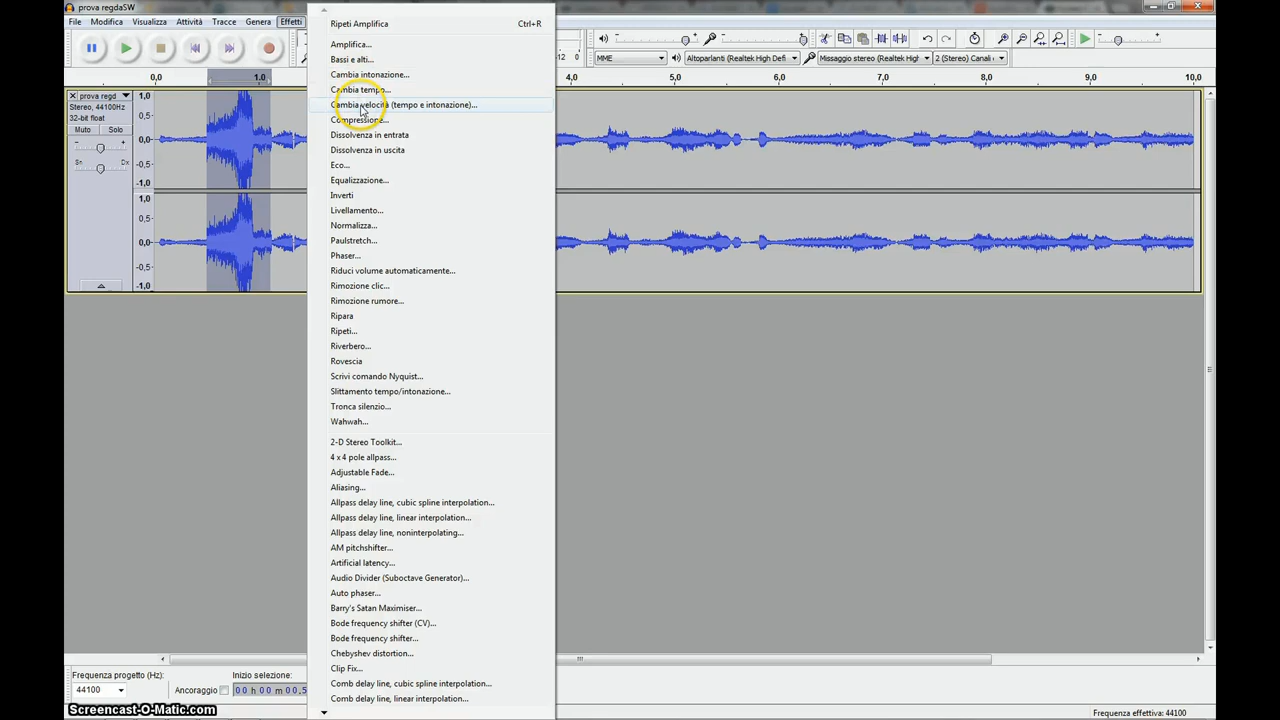 prova regdaSW
File Modifica Visualizza Attività Tracce Genera Effetti
MME Altoparlanti (Realtek High Defi Missaggio stereo (Realtek High 2 (Stereo) Canali
-12 0
0,0 1,0 4,0 5,0 6,0 7,0 8,0 9,0 10,0
prova regd
Stereo, 44100Hz
32-bit float
Muto Solo
- +
Sn Dx
1,0
0,5
0,0
-0,5
-1,0
1,0
0,5
0,0
-0,5
-1,0
Ripeti Amplifica Ctrl+R
Amplifica...
Bassi e alti...
Cambia intonazione...
Cambia tempo...
Cambia velocità (tempo e intonazione)...
Compressione...
Dissolvenza in entrata
Dissolvenza in uscita
Eco...
Equalizzazione...
Inverti
Livellamento...
Normalizza...
Paulstretch...
Phaser...
Riduci volume automaticamente...
Rimozione clic...
Rimozione rumore...
Ripara
Ripeti...
Riverbero...
Rovescia
Scrivi comando Nyquist...
Slittamento tempo/intonazione...
Tronca silenzio...
Wahwah...
2-D Stereo Toolkit...
4 x 4 pole allpass...
Adjustable Fade...
Aliasing...
Allpass delay line, cubic spline interpolation...
Allpass delay line, linear interpolation...
Allpass delay line, noninterpolating...
AM pitchshifter...
Artificial latency...
Audio Divider (Suboctave Generator)...
Auto phaser...
Barry's Satan Maximiser...
Bode frequency shifter (CV)...
Bode frequency shifter...
Chebyshev distortion...
Clip Fix...
Comb delay line, cubic spline interpolation...
Comb delay line, linear interpolation...
Frequenza progetto (Hz): Inizio selezione:
44100 Ancoraggio 00 h 00 m 00,5
Screencast-O-Matic.com
Frequenza effettiva: 44100